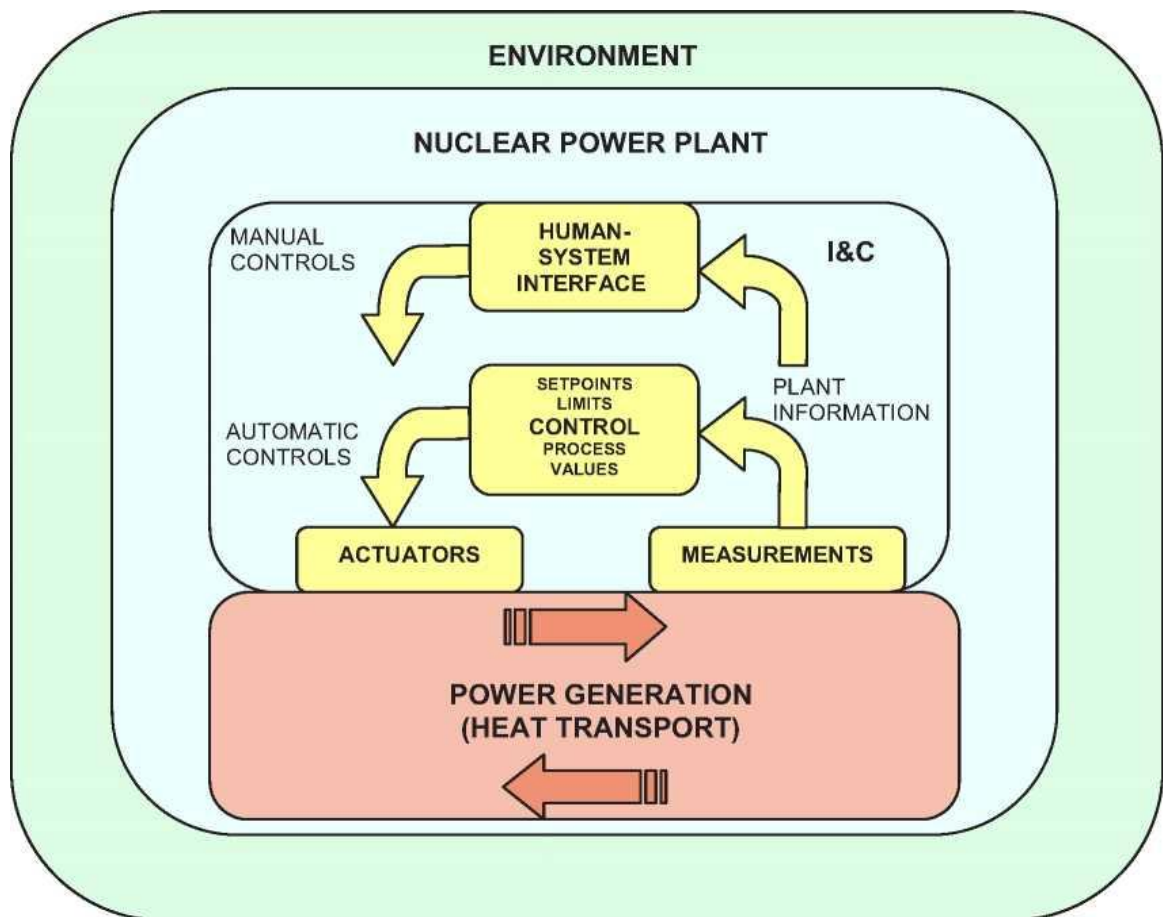 ENVIRONMENT
NUCLEAR POWER PLANT
MANUAL
CONTROLS
HUMAN-
SYSTEM
INTERFACE
I&C
SETPOINTS
LIMITS
CONTROL
PROCESS
VALUES
PLANT
INFORMATION
AUTOMATIC
CONTROLS
ACTUATORS
MEASUREMENTS
POWER GENERATION
(HEAT TRANSPORT)